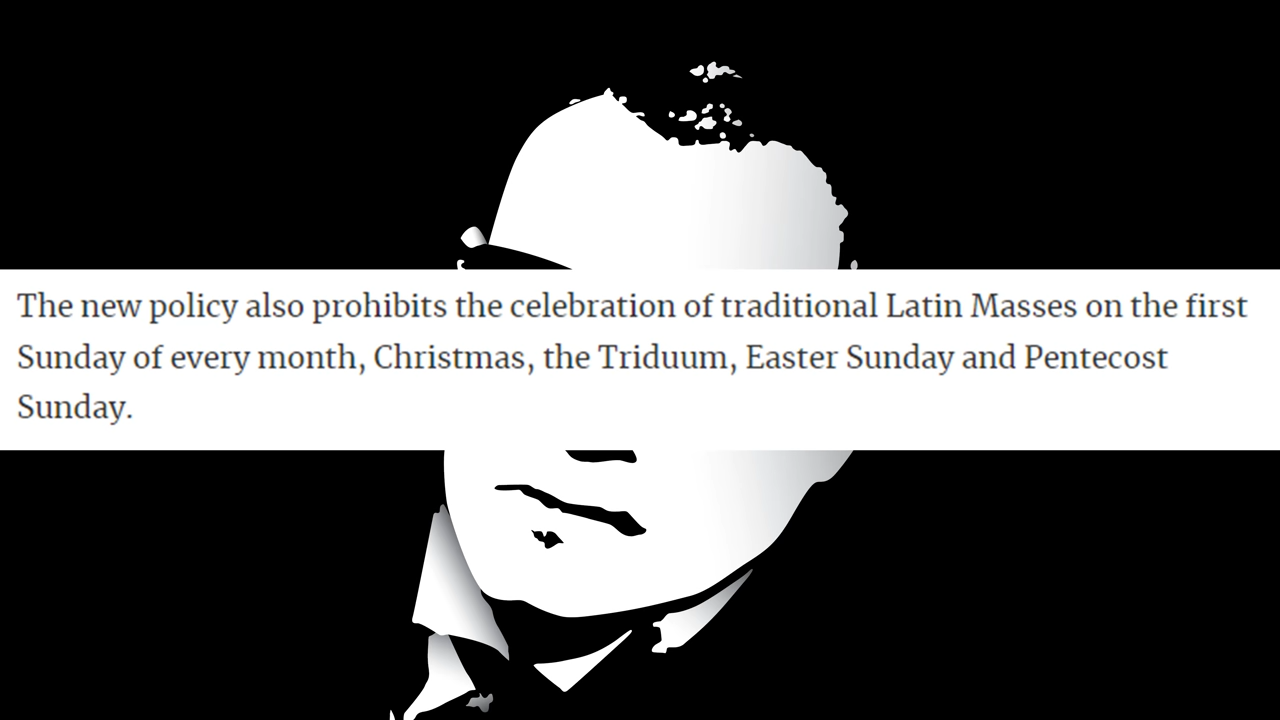 The new policy also prohibits the celebration of traditional Latin Masses on the first
Sunday of every month, Christmas, the Triduum, Easter Sunday and Pentecost
Sunday.